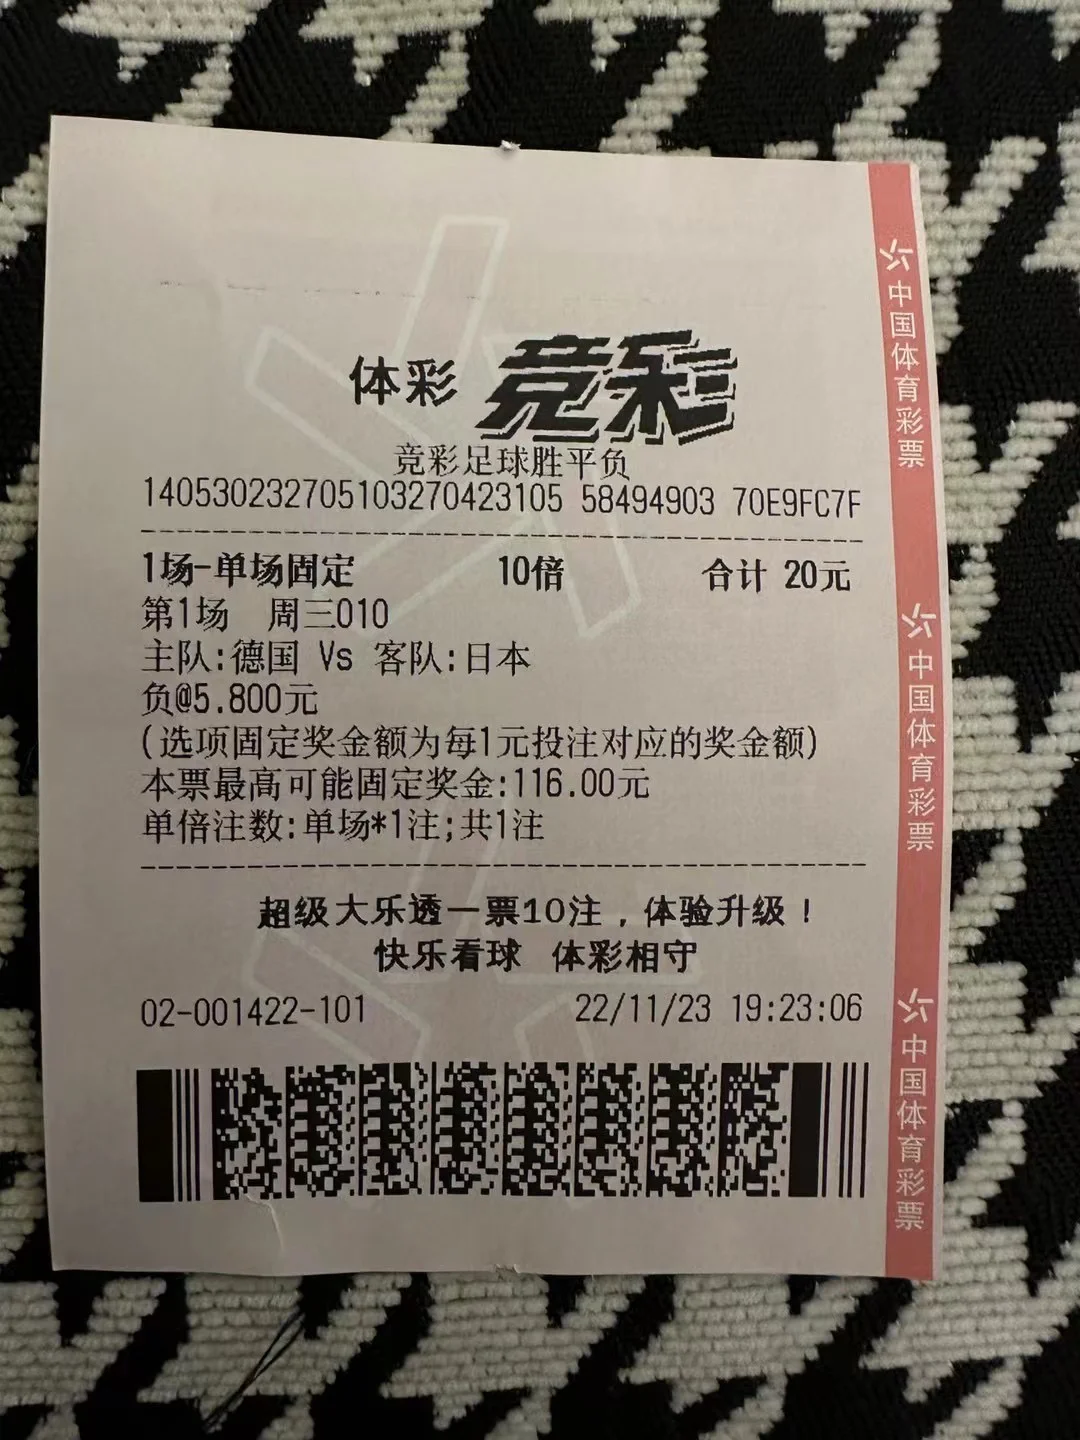 体彩 竞彩
竞彩足球胜平负
140530232705103270423105 58494903 70E9FC7F
1场-单场固定 10倍 合计 20元
第1场 周三010
主队:德国 Vs 客队:日本
负@5.800元
(选项固定奖金额为每1元投注对应的奖金额)
本票最高可能固定奖金:116.00元
单倍注数:单场*1注;共1注
超级大乐透一票10注，体验升级！
快乐看球 体彩相守
02-001422-101 22/11/23 19:23:06
中国体育彩票
中国体育彩票
中国体育彩票